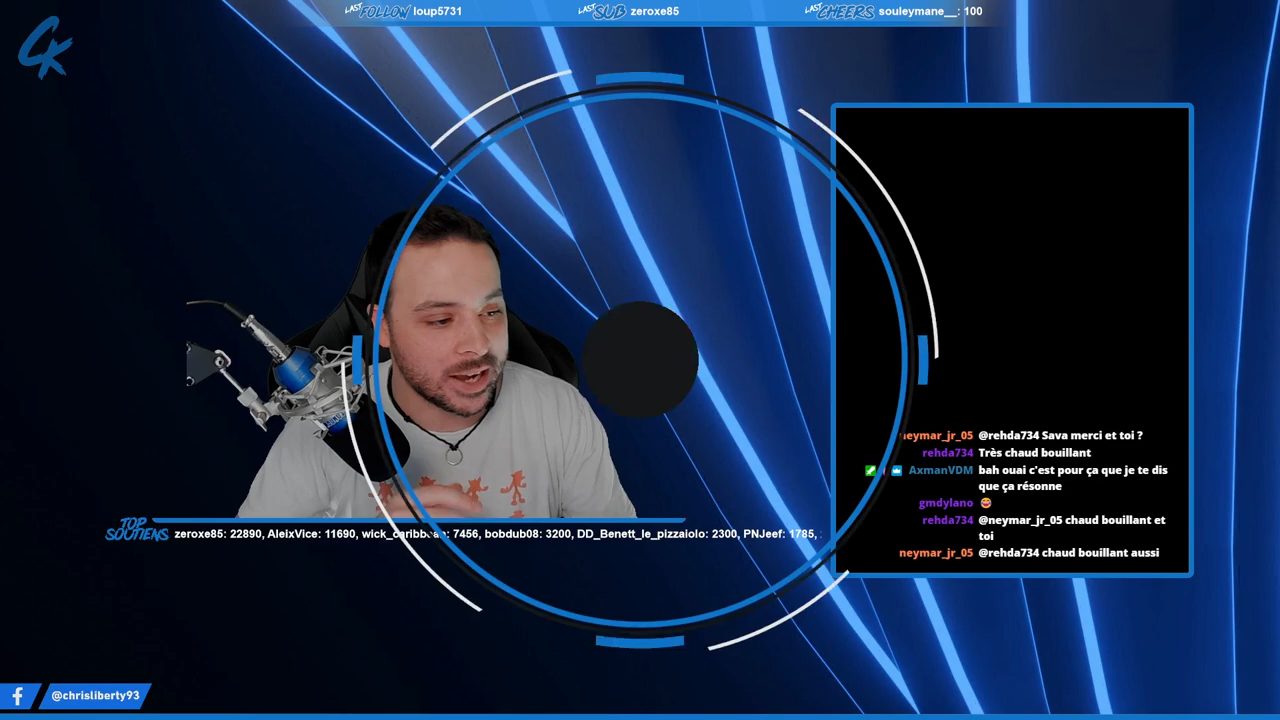 LAST FOLLOW loup5731 LAST SUB zeroxe85 LAST CHEERS souleymane__: 100
CK
neymar_jr_05 @rehda734 Sava merci et toi ?
rehda734 Très chaud bouillant
AxmanVDM bah ouai c'est pour ça que je te dis
que ça résonne
gmdylano
rehda734 @neymar_jr_05 chaud bouillant et
toi
neymar_jr_05 @rehda734 chaud bouillant aussi
TOP
SOUTIENS zeroxe85: 22890, AleixVice: 11690, wick_caribbean: 7456, bobdub08: 3200, DD_Benett_le_pizzalolo: 2300, PNJeef: 1785,
@chrisliberty93